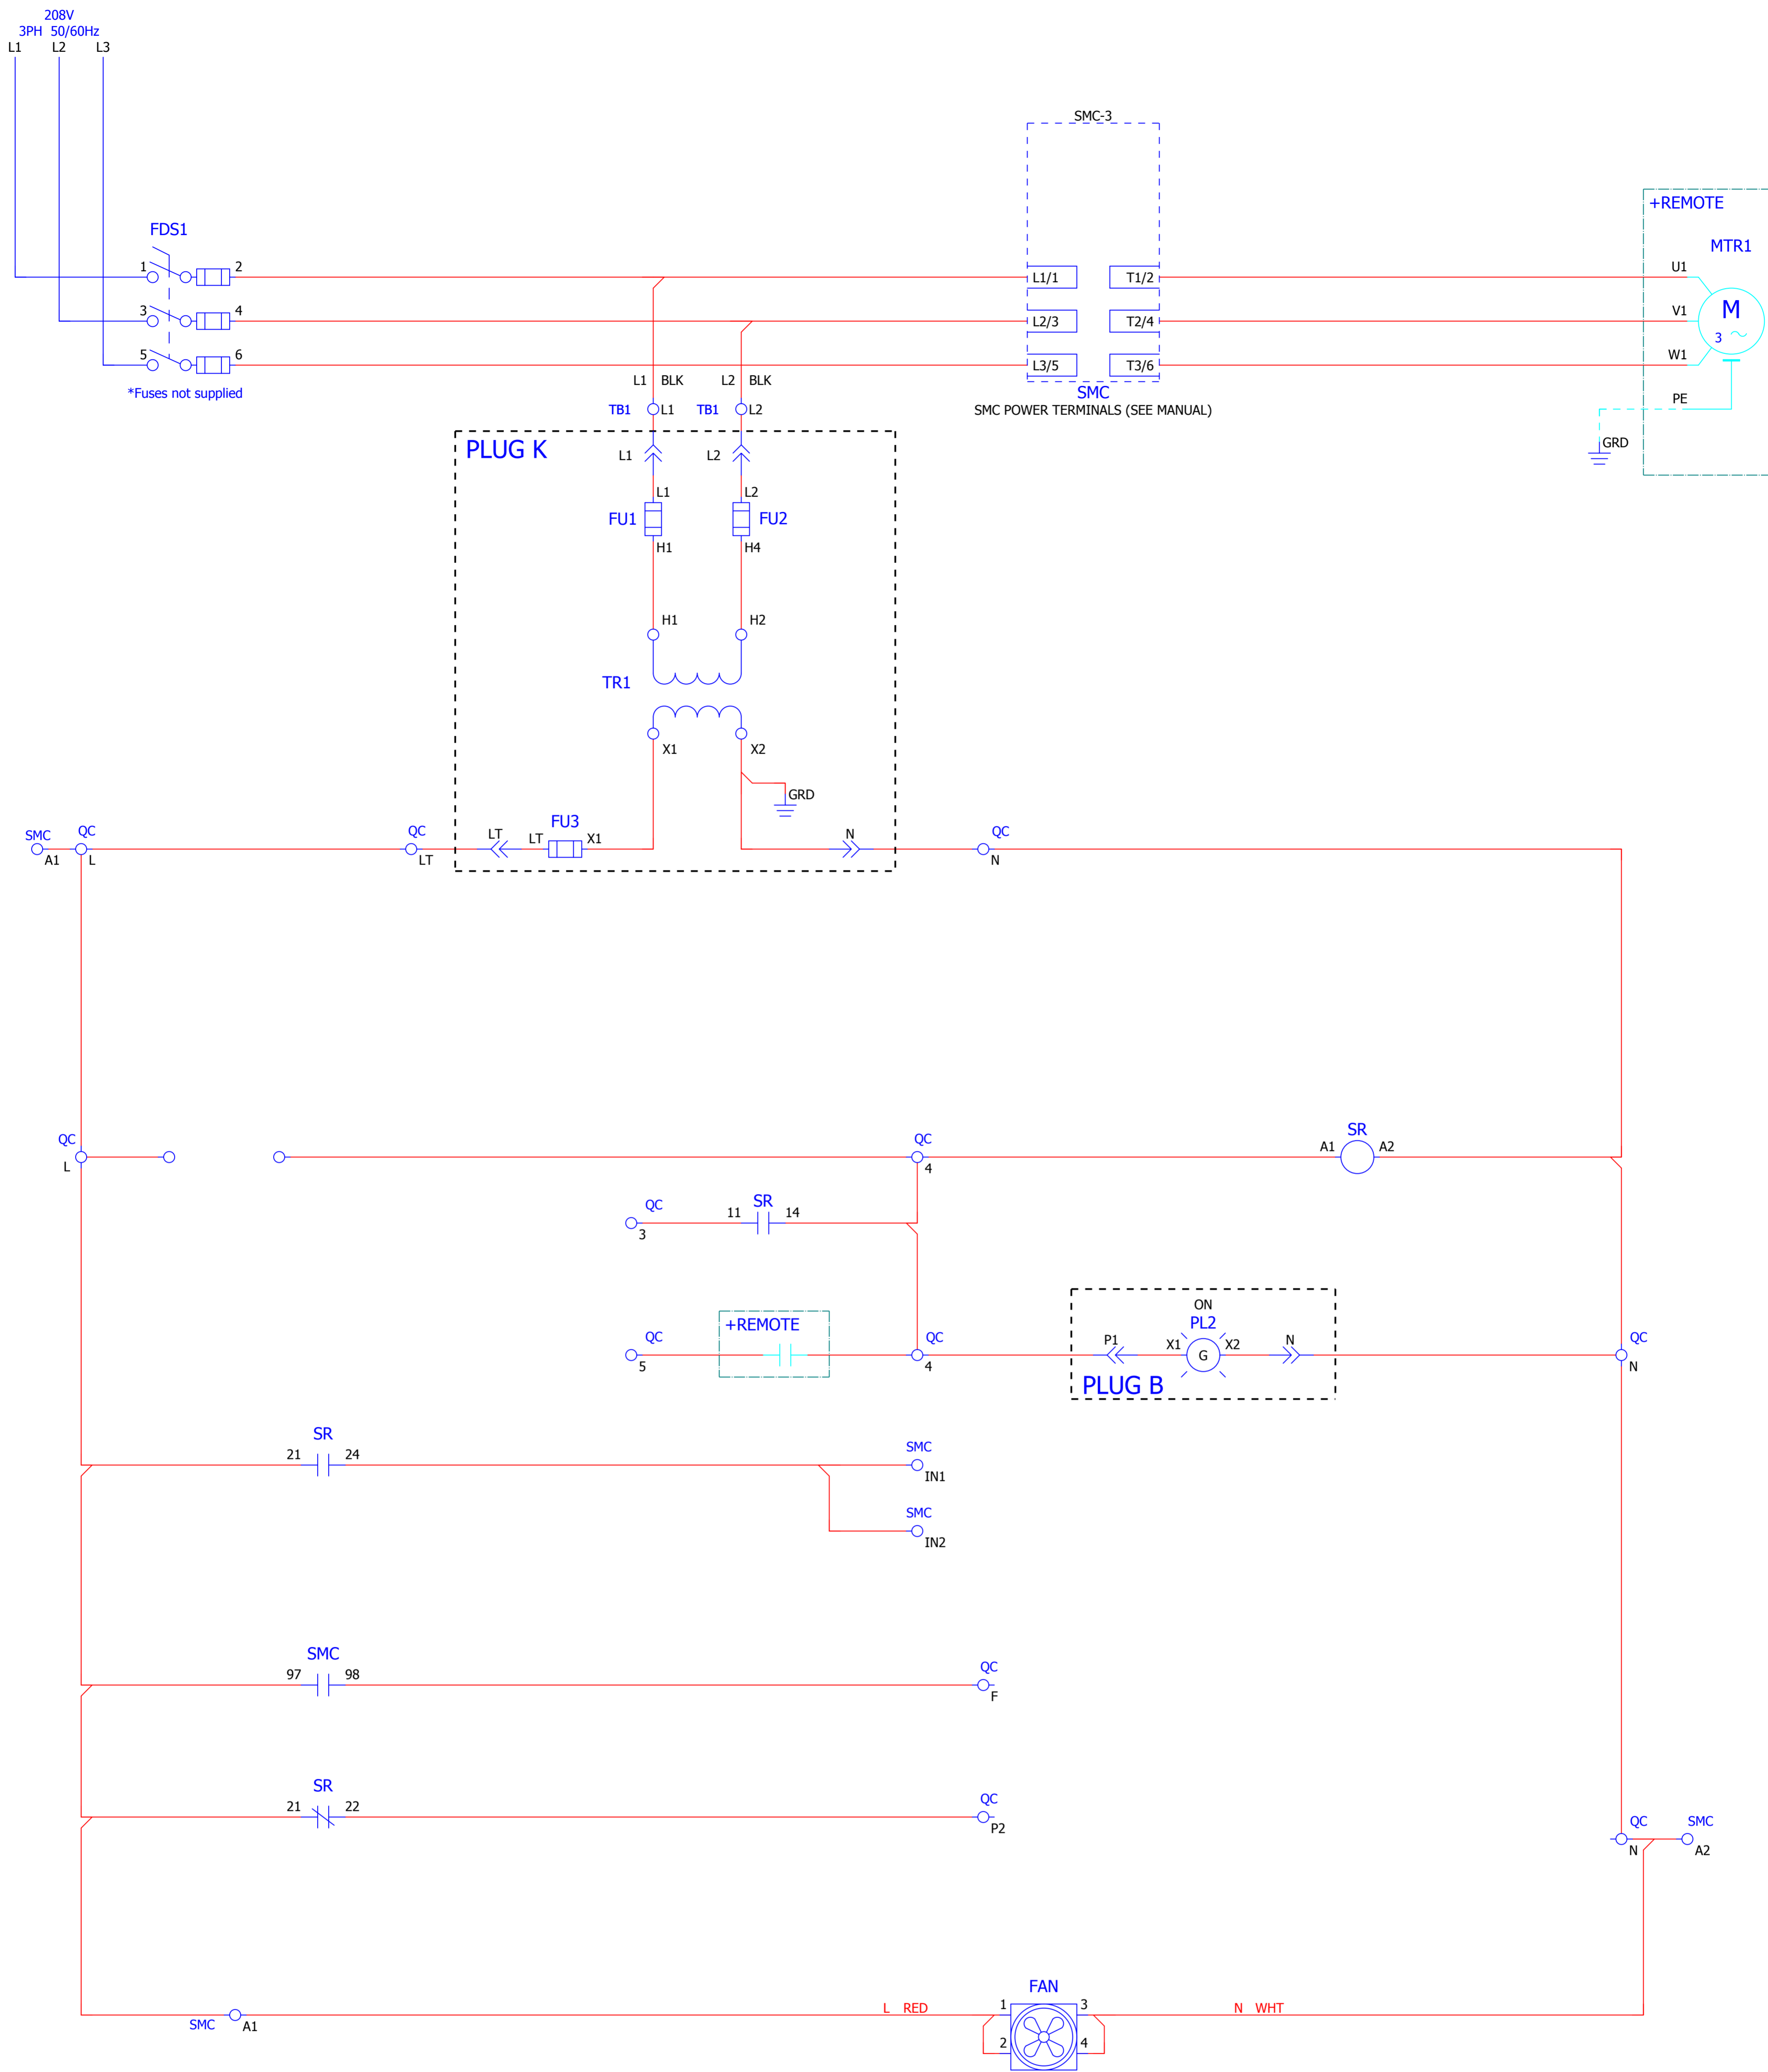 208V
3PH 50/60Hz
L1 L2 L3
SMC-3
+REMOTE
FDS1
MTR1
1 2 L1/1 T1/2 U1
3 4 L2/3 T2/4 V1
M
3
5 6 L3/5 T3/6 W1
*Fuses not supplied
L1 BLK L2 BLK
SMC
SMC POWER TERMINALS (SEE MANUAL)
PE
TB1 L1 TB1 L2
GRD
PLUG K
L1 L2
L1 L2
FU1 FU2
H1 H4
H1 H2
TR1
X1 X2
GRD
FU3
SMC QC QC LT LT X1 N QC
A1 L LT N
QC QC SR
A1 A2
L 4
QC 11 SR 14
3
ON
+REMOTE PL2
QC QC P1 X1 G X2 N QC
5 4 N
PLUG B
SR
21 24 SMC
IN1
SMC
IN2
SMC
97 98 QC
F
SR
21 22 QC
P2
QC SMC
N A2
FAN
L RED 1 3 N WHT
SMC A1
2 4